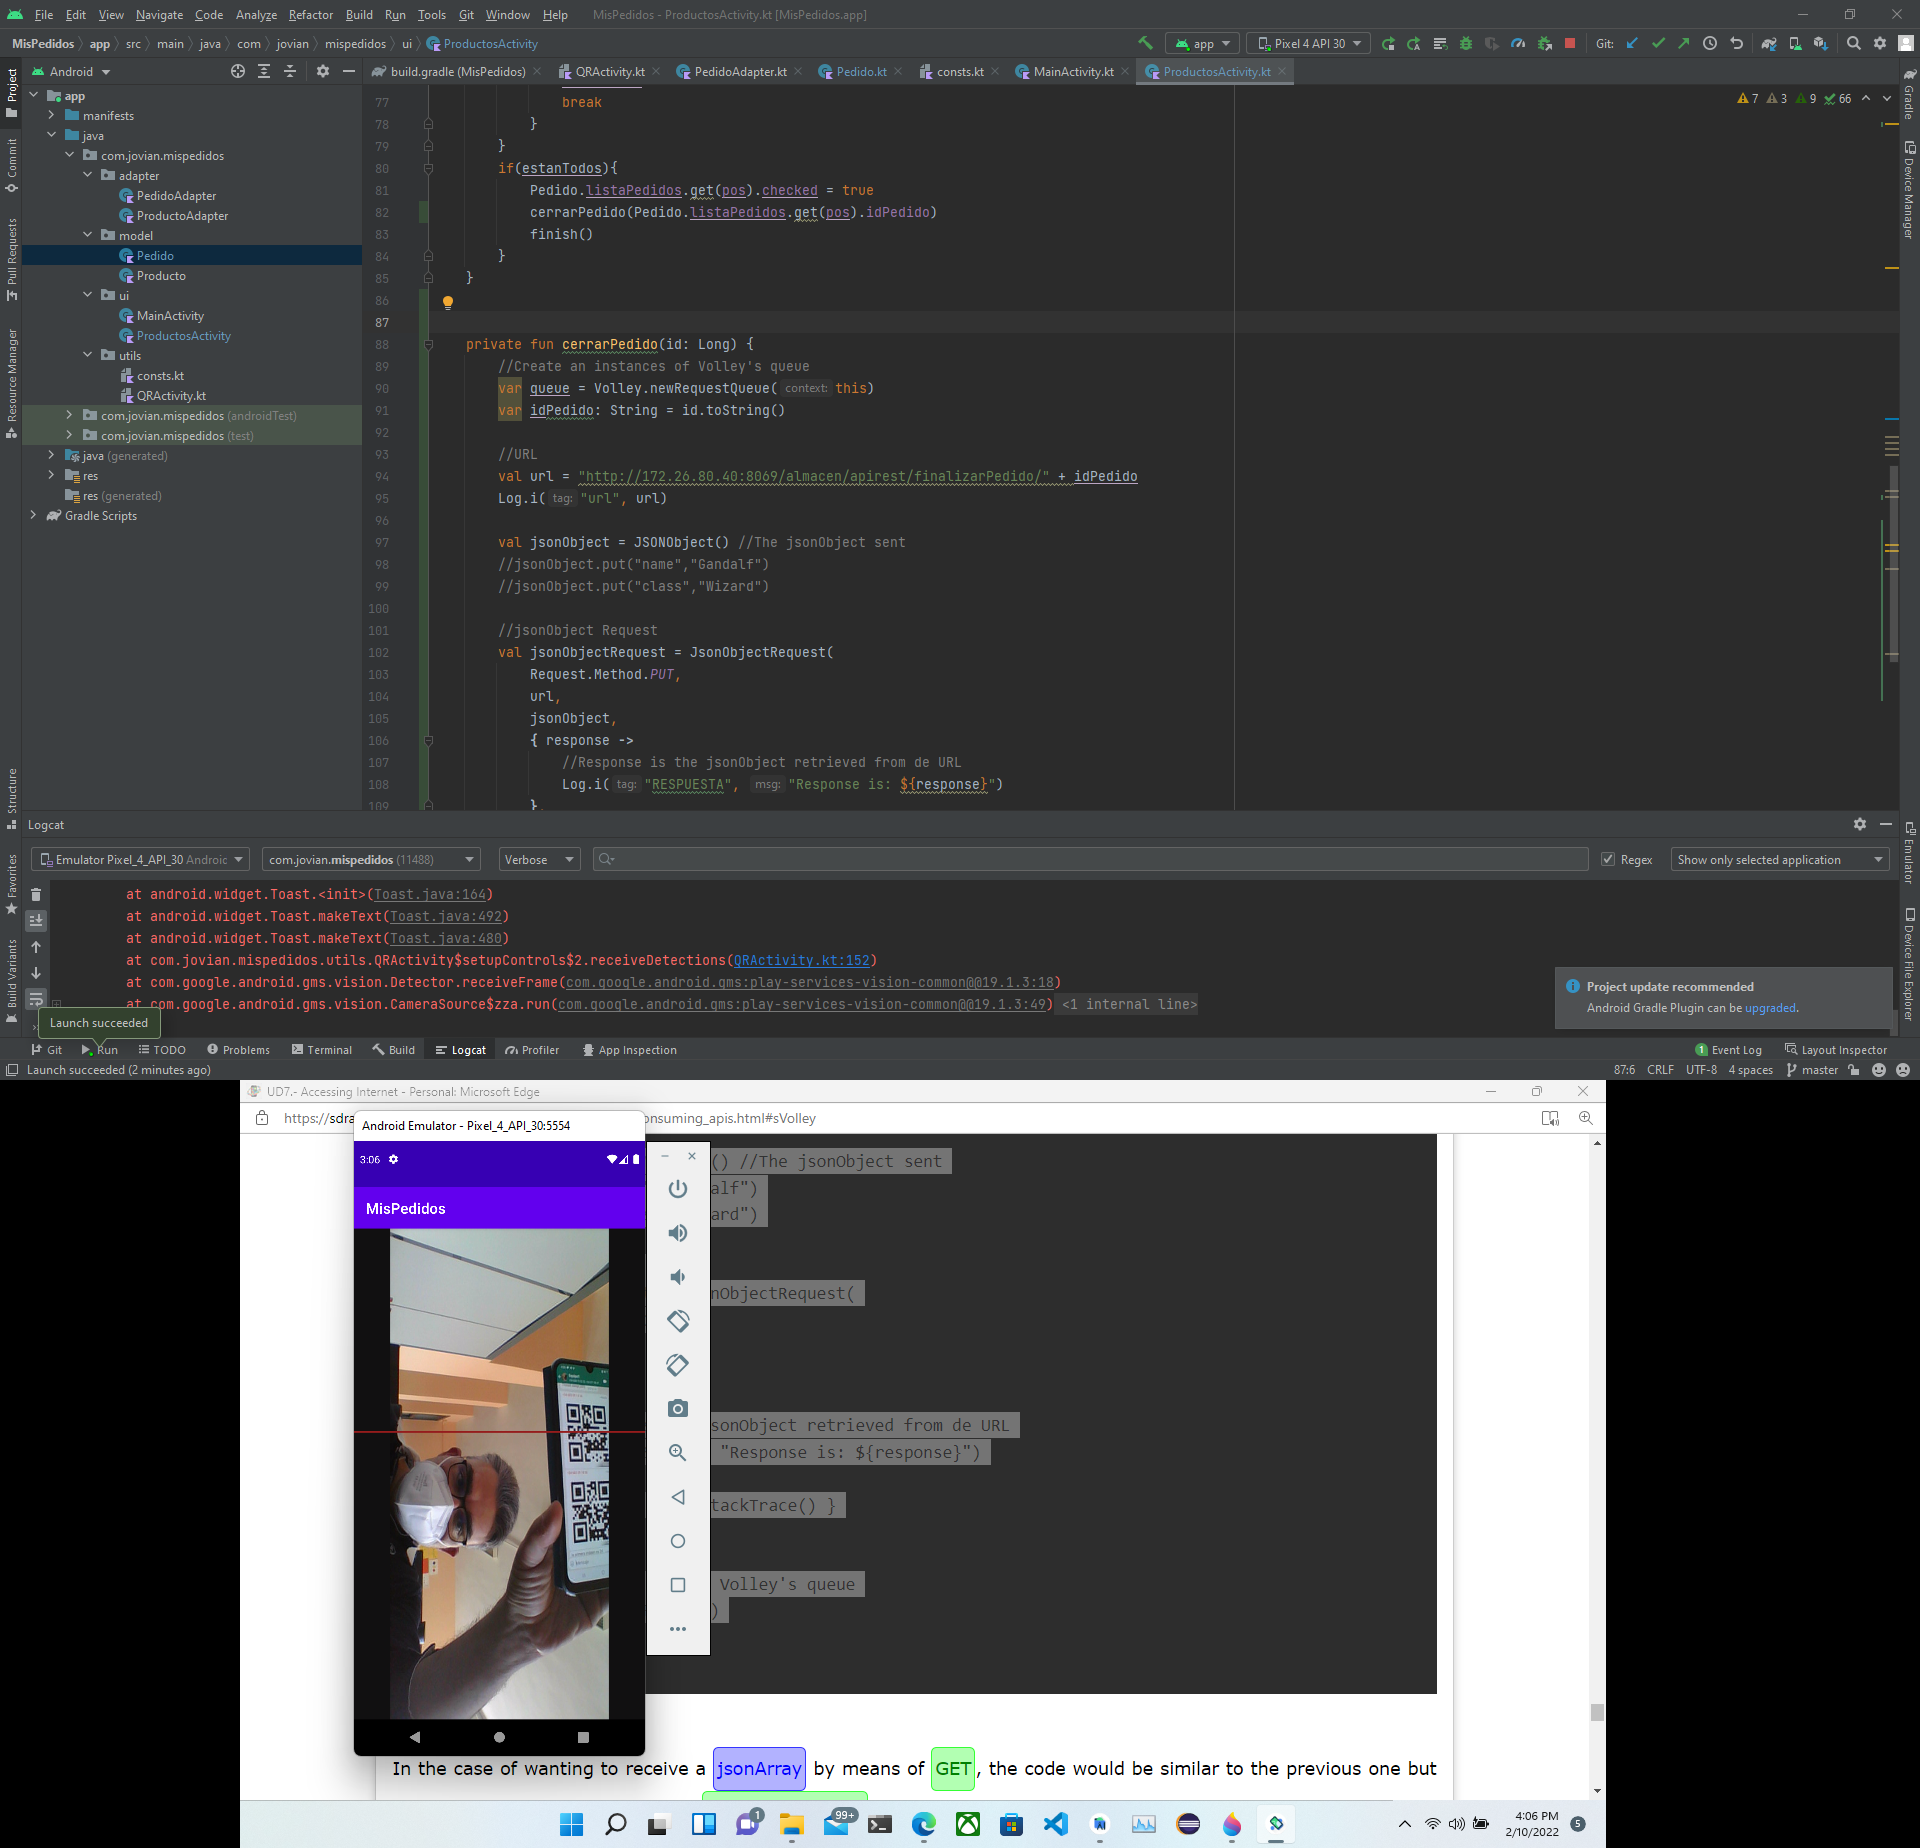 File Edit View Navigate Code Analyze Refactor Build Run Tools Git Window Help MisPedidos - ProductosActivity.kt [MisPedidos.app]
MisPedidos app src main java com jovian mispedidos ui ProductosActivity
app Pixel 4 API 30 Git:
Android
build.gradle (MisPedidos) QRActivity.kt PedidoAdapter.kt Pedido.kt consts.kt MainActivity.kt ProductosActivity.kt
Project
Commit
Pull Requests
Resource Manager
Structure
Favorites
Build Variants
app
manifests
java
com.jovian.mispedidos
adapter
PedidoAdapter
ProductoAdapter
model
Pedido
Producto
ui
MainActivity
ProductosActivity
utils
consts.kt
QRActivity.kt
com.jovian.mispedidos (androidTest)
com.jovian.mispedidos (test)
java (generated)
res
res (generated)
Gradle Scripts
7 3 9 66
77 break
78 }
79 }
80 if(estanTodos){
81 Pedido.listaPedidos.get(pos).checked = true
82 cerrarPedido(Pedido.listaPedidos.get(pos).idPedido)
83 finish()
84 }
85 }
86
87
88 private fun cerrarPedido(id: Long) {
89 //Create an instances of Volley's queue
90 var queue = Volley.newRequestQueue( context: this)
91 var idPedido: String = id.toString()
92
93 //URL
94 val url = "http://172.26.80.40:8069/almacen/apirest/finalizarPedido/" + idPedido
95 Log.i( tag: "url", url)
96
97 val jsonObject = JSONObject() //The jsonObject sent
98 //jsonObject.put("name","Gandalf")
99 //jsonObject.put("class","Wizard")
100
101 //jsonObject Request
102 val jsonObjectRequest = JsonObjectRequest(
103 Request.Method.PUT,
104 url,
105 jsonObject,
106 { response ->
107 //Response is the jsonObject retrieved from de URL
108 Log.i( tag: "RESPUESTA", msg: "Response is: ${response}")
109 }
Gradle
Device Manager
Emulator
Device File Explorer
Logcat
Emulator Pixel_4_API_30 Android com.jovian.mispedidos (11488) Verbose Regex Show only selected application
at android.widget.Toast.<init>(Toast.java:164)
at android.widget.Toast.makeText(Toast.java:492)
at android.widget.Toast.makeText(Toast.java:480)
at com.jovian.mispedidos.utils.QRActivity$setupControls$2.receiveDetections(QRActivity.kt:152)
at com.google.android.gms.vision.Detector.receiveFrame(com.google.android.gms:play-services-vision-common@@19.1.3:18)
at com.google.android.gms.vision.CameraSource$zza.run(com.google.android.gms:play-services-vision-common@@19.1.3:49) <1 internal line>
Project update recommended
Android Gradle Plugin can be upgraded.
Launch succeeded
Git Run TODO Problems Terminal Build Logcat Profiler App Inspection 1 Event Log Layout Inspector
Launch succeeded (2 minutes ago) 87:6 CRLF UTF-8 4 spaces master
UD7.- Accessing Internet - Personal: Microsoft Edge
https://sdra onsuming_apis.html#sVolley
Android Emulator - Pixel_4_API_30:5554
3:06
MisPedidos
() //The jsonObject sent
alf")
ard")
nObjectRequest(
sonObject retrieved from de URL
"Response is: ${response}")
tackTrace() }
Volley's queue
)
In the case of wanting to receive a jsonArray by means of GET, the code would be similar to the previous one but
1 99+
4:06 PM
2/10/2022
5